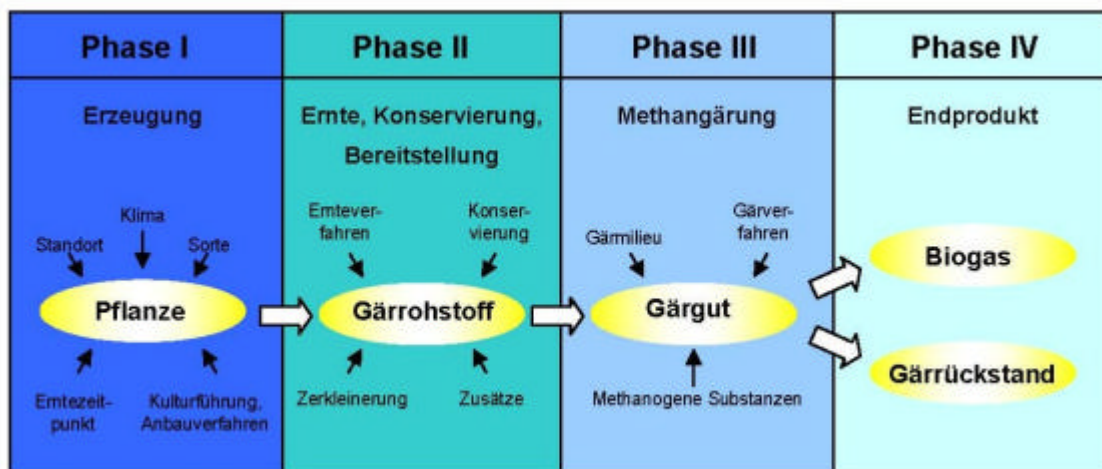 Phase I
Phase II
Phase III
Phase IV
Erzeugung
Ernte, Konservierung,
Bereitstellung
Methangärung
Endprodukt
Klima
Standort
Sorte
Pflanze
Erntezeit-
punkt
Kulturführung,
Anbauverfahren
Erntever-
fahren
Konser-
vierung
Gärrohstoff
Zerkleinerung
Zusätze
Gärmilieu
Gärver-
fahren
Gärgut
Methanogene Substanzen
Biogas
Gärrückstand